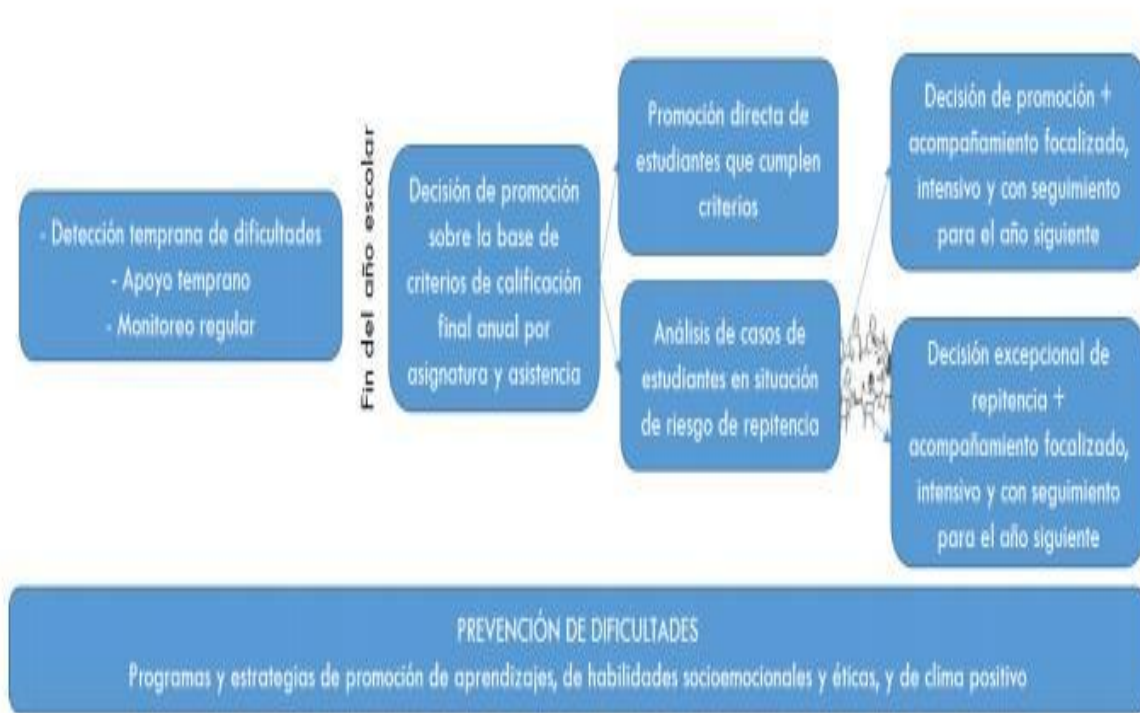 - Detección temprana de dificultades
- Apoyo temprano
- Monitoreo regular
Fin del año escolar
Decisión de promoción
sobre la base de
criterios de calificación
final anual por
asignatura y asistencia
Promoción directa de
estudiantes que cumplen
criterios
Análisis de casos de
estudiantes en situación
de riesgo de repitencia
Decisión de promoción +
acompañamiento focalizado,
intensivo y con seguimiento
para el año siguiente
Decisión excepcional de
repitencia +
acompañamiento focalizado,
intensivo y con seguimiento
para el año siguiente
PREVENCIÓN DE DIFICULTADES
Programas y estrategias de promoción de aprendizajes, de habilidades socioemocionales y éticas, y de clima positivo